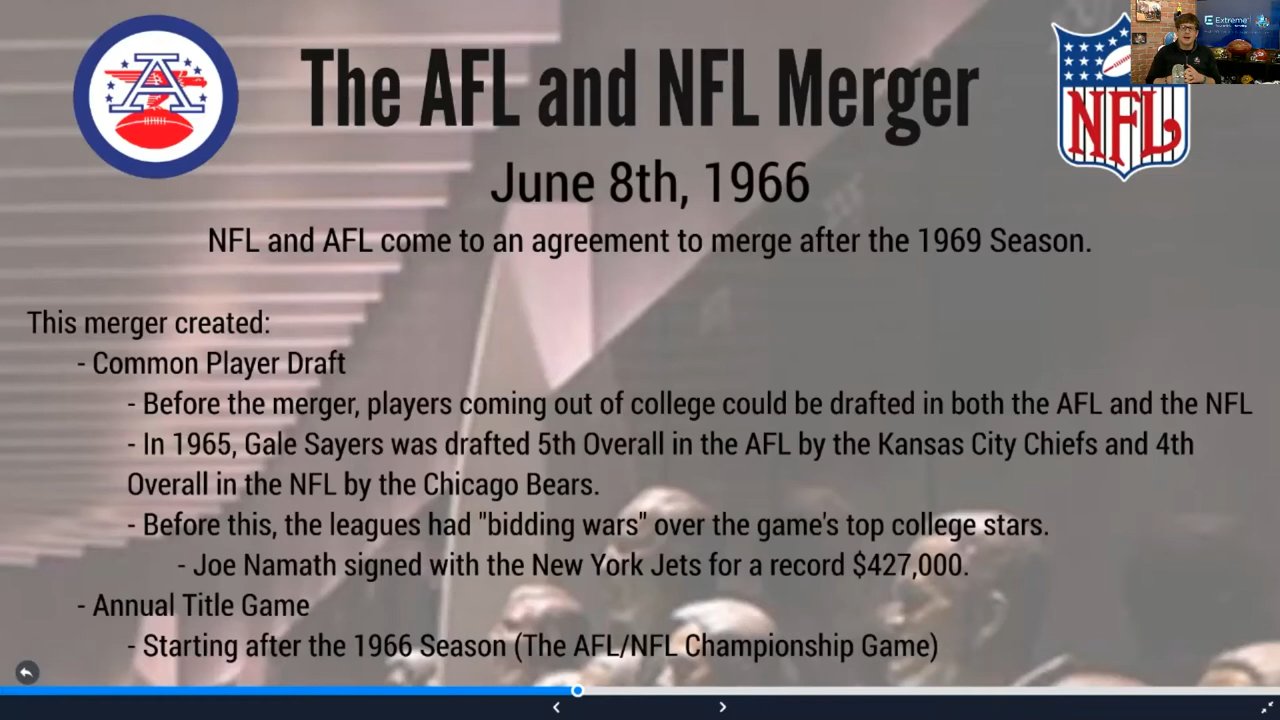 The AFL and NFL Merger
A
NFL
Extreme
June 8th, 1966
NFL and AFL come to an agreement to merge after the 1969 Season.
This merger created:
- Common Player Draft
- Before the merger, players coming out of college could be drafted in both the AFL and the NFL
- In 1965, Gale Sayers was drafted 5th Overall in the AFL by the Kansas City Chiefs and 4th
Overall in the NFL by the Chicago Bears.
- Before this, the leagues had "bidding wars" over the game's top college stars.
- Joe Namath signed with the New York Jets for a record $427,000.
- Annual Title Game
- Starting after the 1966 Season (The AFL/NFL Championship Game)